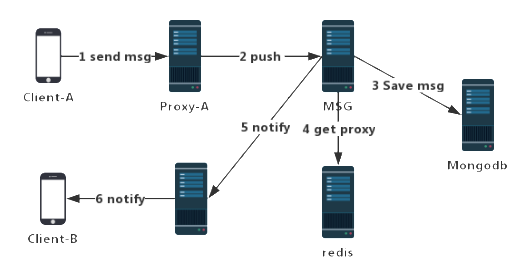 1 send msg
2 push
Client-A
Proxy-A
MSG
3 Save msg
5 notify
4 get proxy
Mongodb
6 notify
Client-B
redis